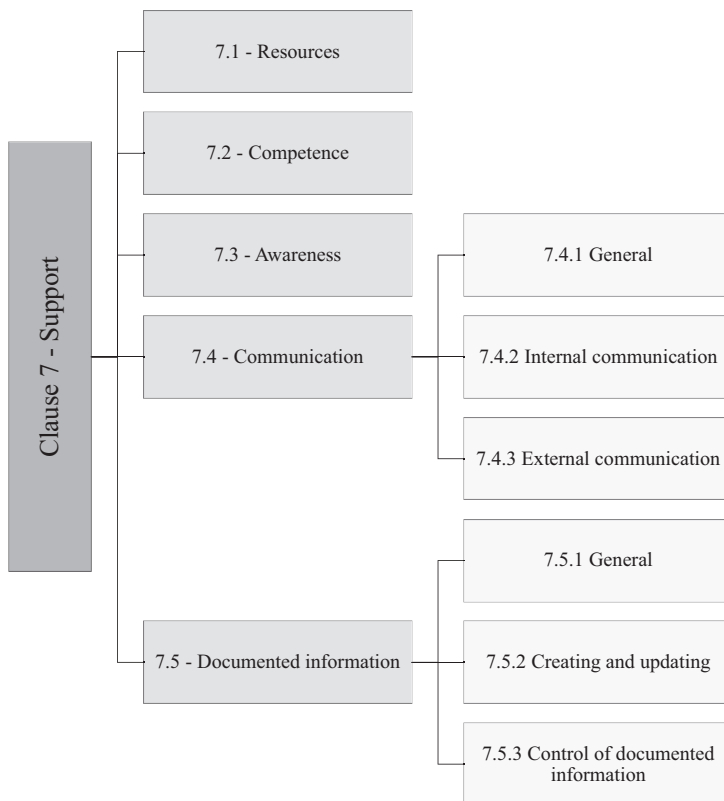 Clause 7 - Support
7.1 - Resources
7.2 - Competence
7.3 - Awareness
7.4 - Communication
7.4.1 General
7.4.2 Internal communication
7.4.3 External communication
7.5 - Documented information
7.5.1 General
7.5.2 Creating and updating
7.5.3 Control of documented
information